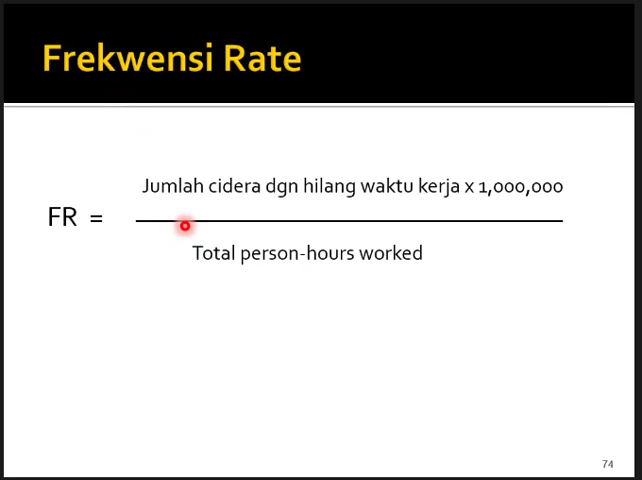 Frekwensi Rate
Jumlah cidera dgn hilang waktu kerja x 1,000,000
FR =
Total person-hours worked
74